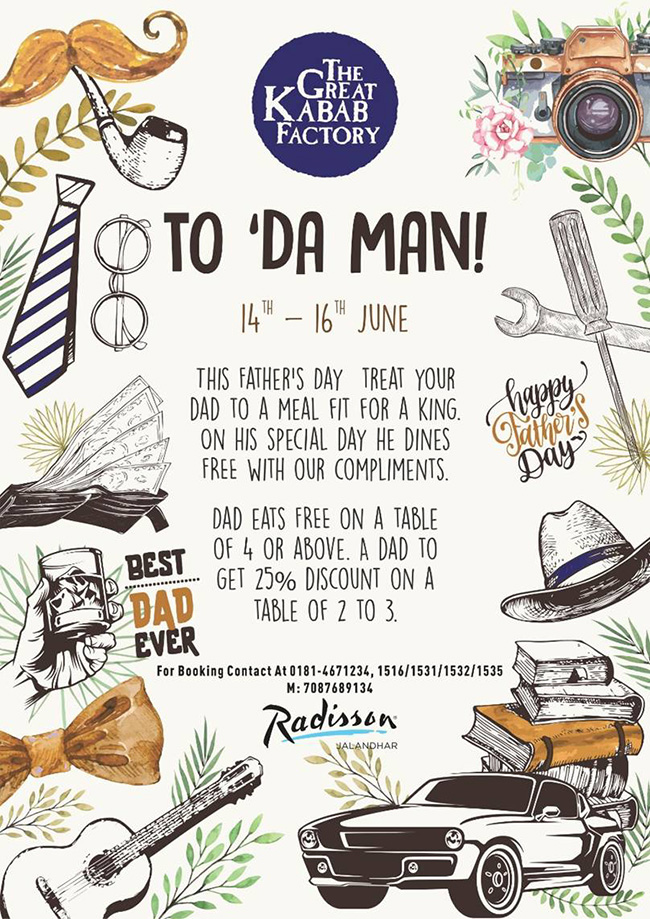 THE
GREAT
KABAB
FACTORY
TO 'DA MAN!
14TH – 16TH JUNE
THIS FATHER'S DAY TREAT YOUR
DAD TO A MEAL FIT FOR A KING.
ON HIS SPECIAL DAY HE DINES
FREE WITH OUR COMPLIMENTS.
happy
Father's
Day
DAD EATS FREE ON A TABLE
OF 4 OR ABOVE. A DAD TO
GET 25% DISCOUNT ON A
TABLE OF 2 TO 3.
BEST
DAD
EVER
For Booking Contact At 0181-4671234, 1516/1531/1532/1535
M: 7087689134
Radisson
JALANDHAR